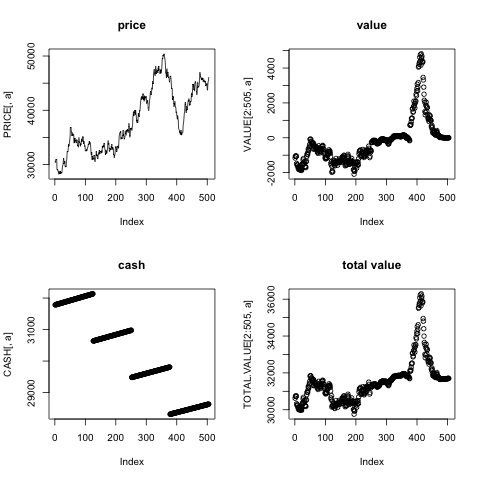 price
value
PRICE[, a]
30000
40000
50000
0 100 200 300 400 500
Index
VALUE[2:505, a]
-2000
0
2000
4000
0 100 200 300 400 500
Index
cash
total value
CASH[, a]
29000
31000
0 100 200 300 400 500
Index
TOTAL.VALUE[2:505, a]
30000
32000
34000
36000
0 100 200 300 400 500
Index